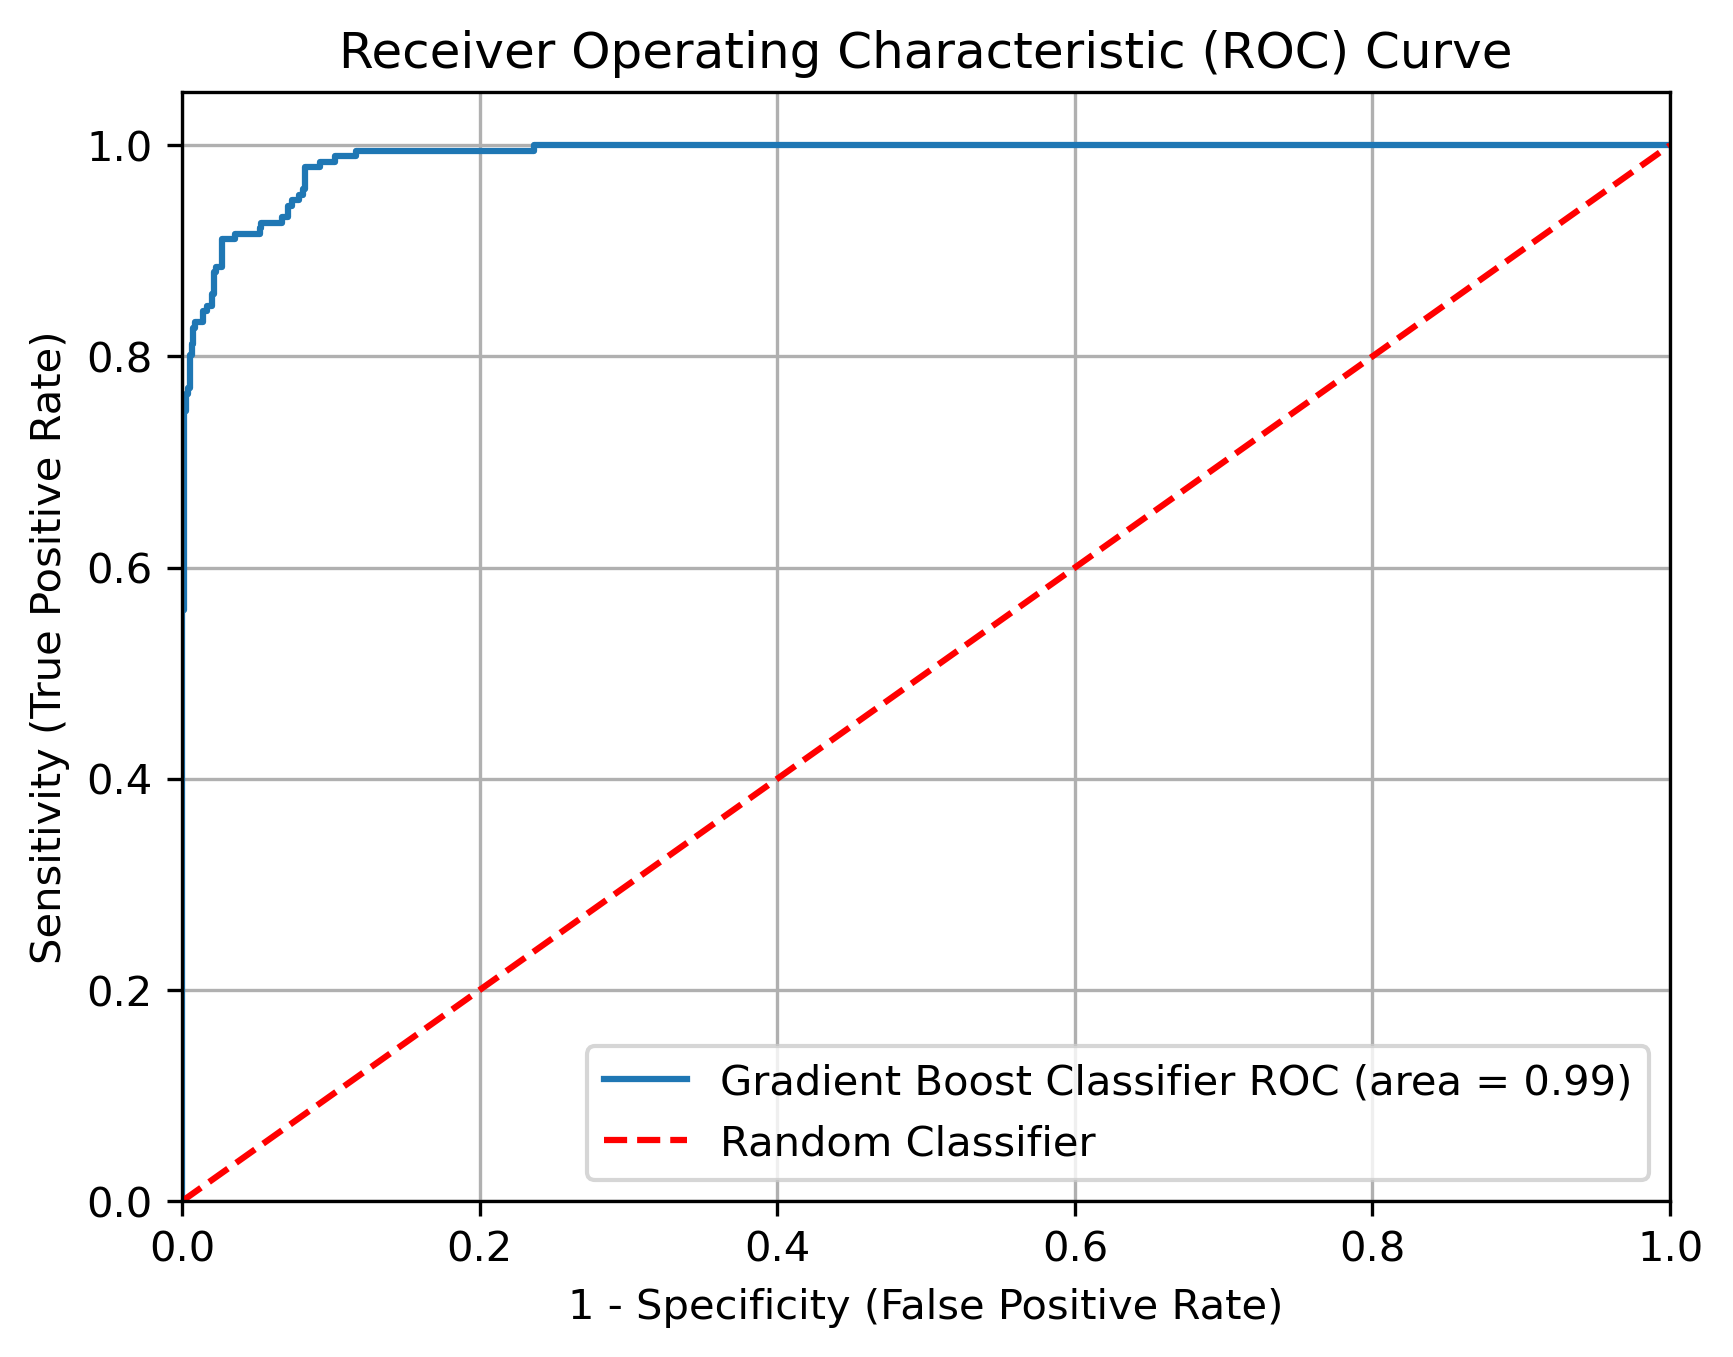 Receiver Operating Characteristic (ROC) Curve
Sensitivity (True Positive Rate)
1.0
0.8
0.6
0.4
0.2
0.0
Gradient Boost Classifier ROC (area = 0.99)
Random Classifier
0.0 0.2 0.4 0.6 0.8 1.0
1 - Specificity (False Positive Rate)